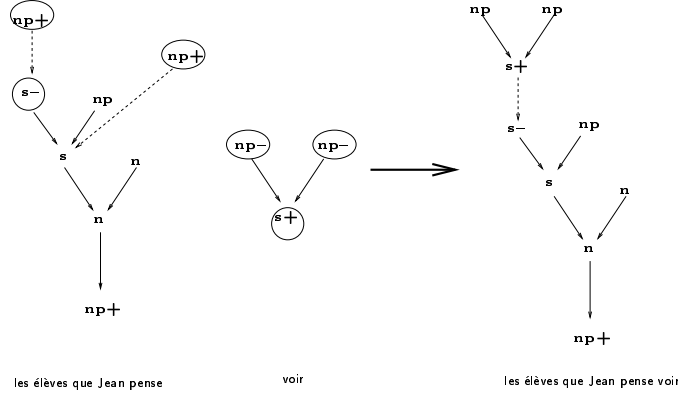 np+
np+
s−
np
s
n
n
np+
les élèves que Jean pense
np−
np−
s+
voir
np
np
s+
s−
np
s
n
n
np+
les élèves que Jean pense voir